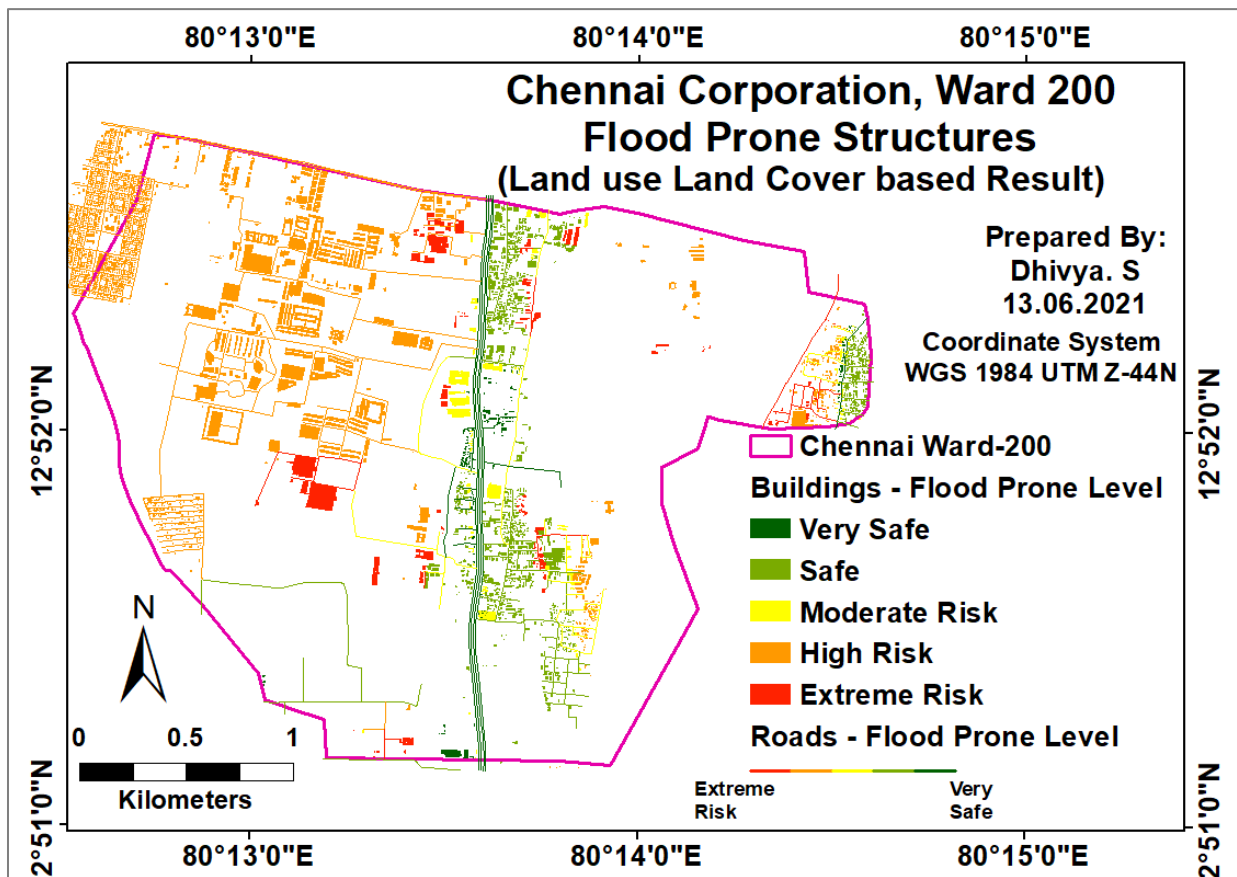 80°13'0"E 80°14'0"E 80°15'0"E
Chennai Corporation, Ward 200
Flood Prone Structures
(Land use Land Cover based Result)
Prepared By:
Dhivya. S
13.06.2021
Coordinate System
WGS 1984 UTM Z-44N
12°52'0"N
12°52'0"N
Chennai Ward-200
Buildings - Flood Prone Level
Very Safe
Safe
Moderate Risk
High Risk
Extreme Risk
Roads - Flood Prone Level
Extreme
Risk
Very
Safe
N
0 0.5 1
Kilometers
2°51'0"N
2°51'0"N
80°13'0"E 80°14'0"E 80°15'0"E